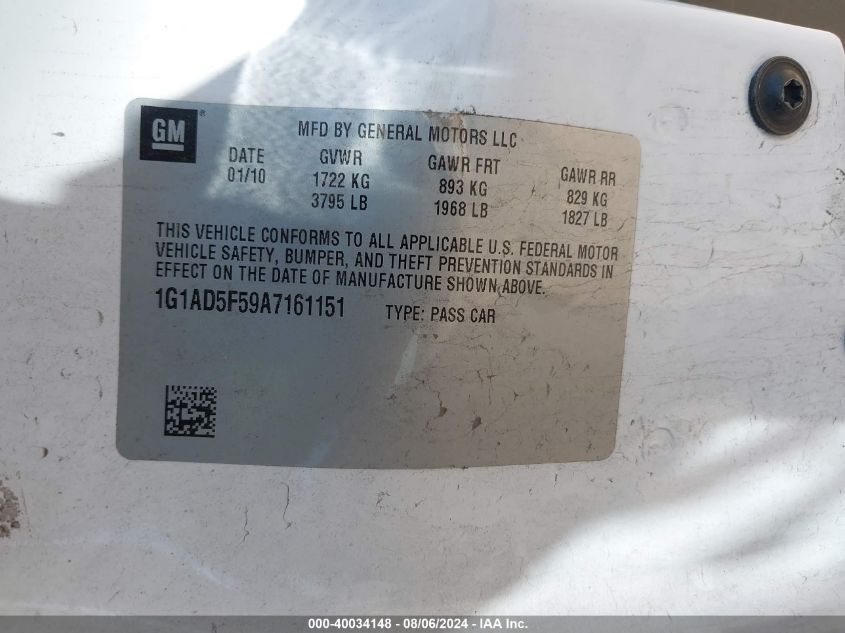 GM ®
MFD BY GENERAL MOTORS LLC
DATE GVWR GAWR FRT GAWR RR
01/10 1722 KG 893 KG 829 KG
3795 LB 1968 LB 1827 LB
THIS VEHICLE CONFORMS TO ALL APPLICABLE U.S. FEDERAL MOTOR
VEHICLE SAFETY, BUMPER, AND THEFT PREVENTION STANDARDS IN
EFFECT ON THE DATE OF MANUFACTURE SHOWN ABOVE.
1G1AD5F59A7161151 TYPE: PASS CAR
000-40034148 - 08/06/2024 - IAA Inc.